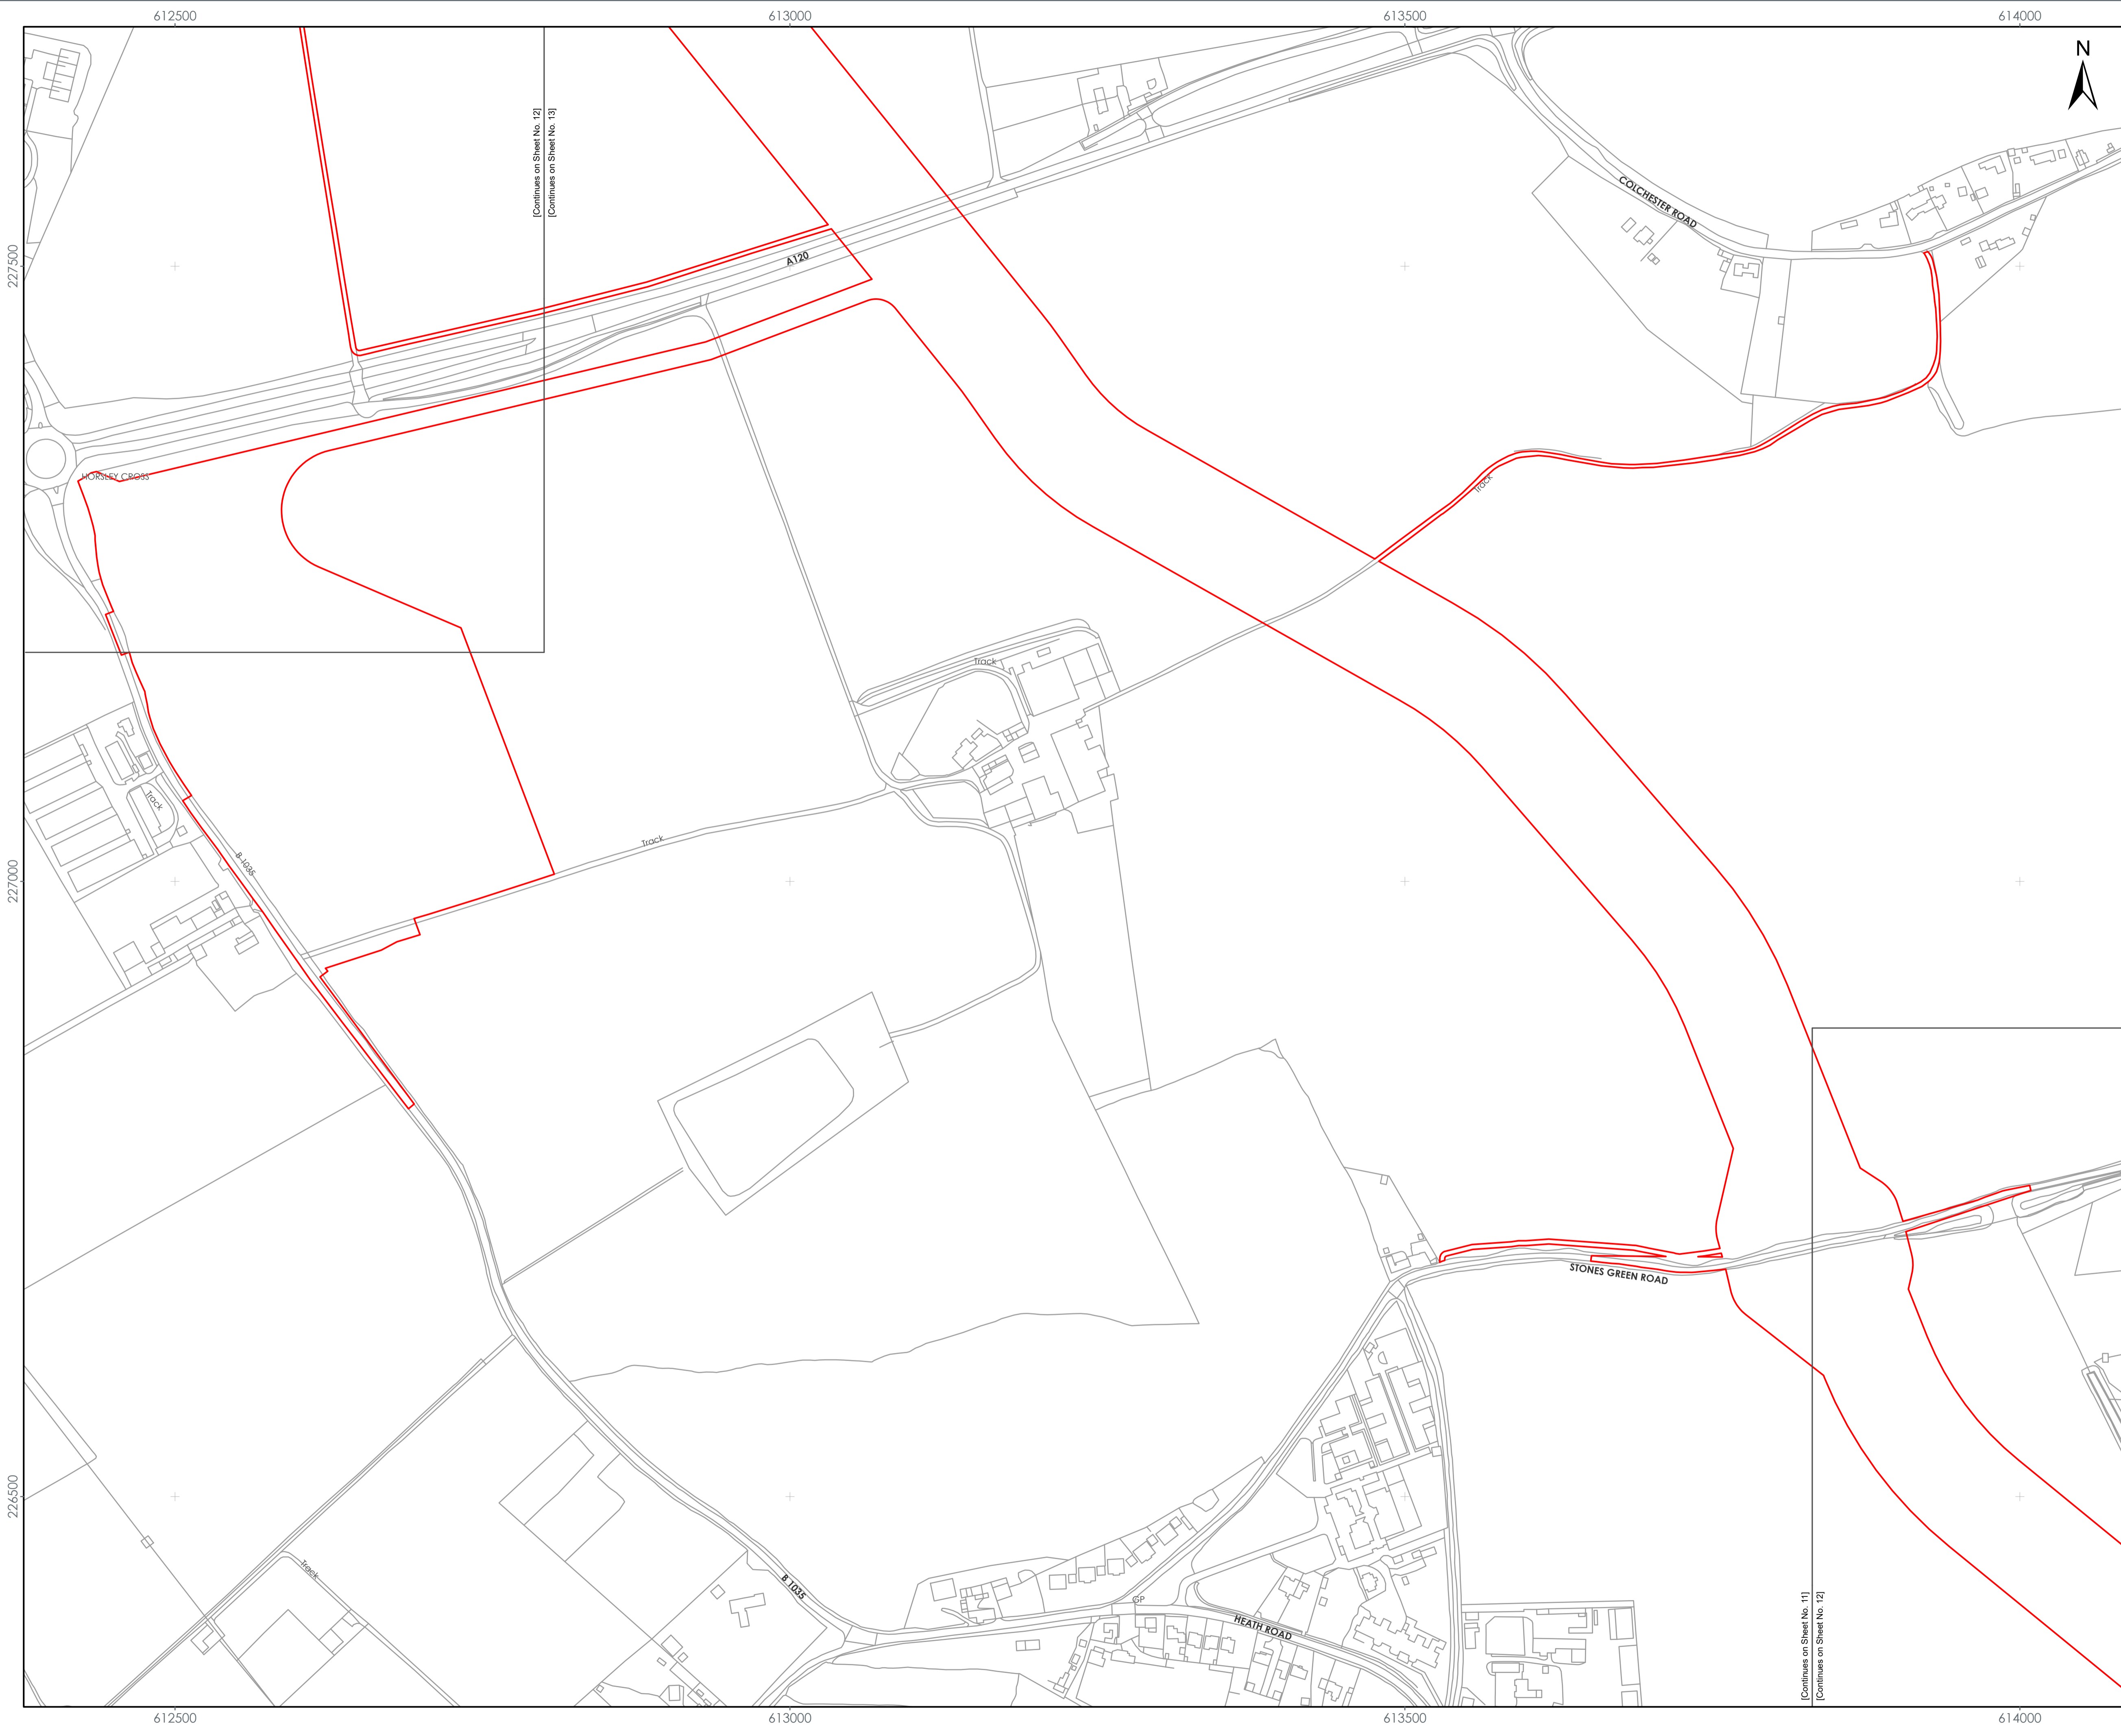 612500
613000
613500
614000
N
[Continues on Sheet No. 12]
[Continues on Sheet No. 13]
COLCHESTER ROAD
227500
A120
HORSLEY CROSS
Track
Track
Track
B 1035
Track
227000
STONES GREEN ROAD
226500
Track
B 1035
GP
HEATH ROAD
[Continues on Sheet No. 11]
[Continues on Sheet No. 12]
612500
613000
613500
614000